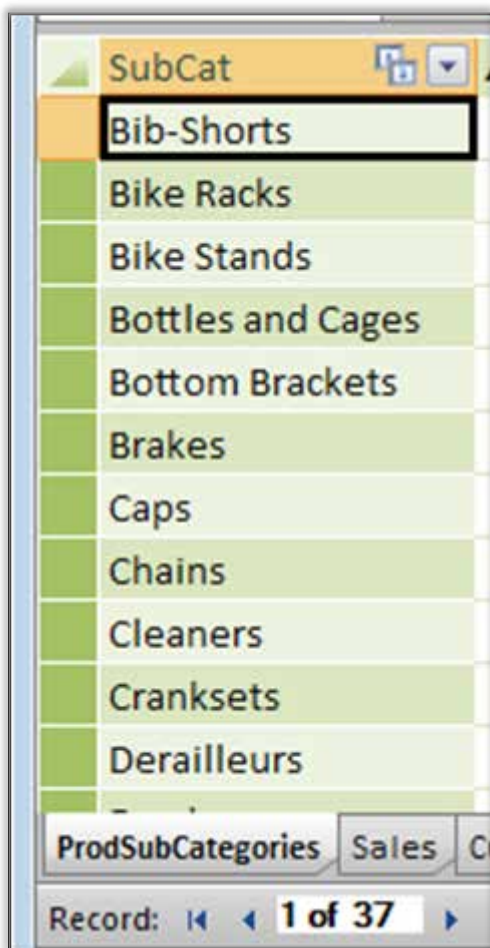 SubCat
Bib-Shorts
Bike Racks
Bike Stands
Bottles and Cages
Bottom Brackets
Brakes
Caps
Chains
Cleaners
Cranksets
Derailleurs
ProdSubCategories Sales
Record: 1 of 37